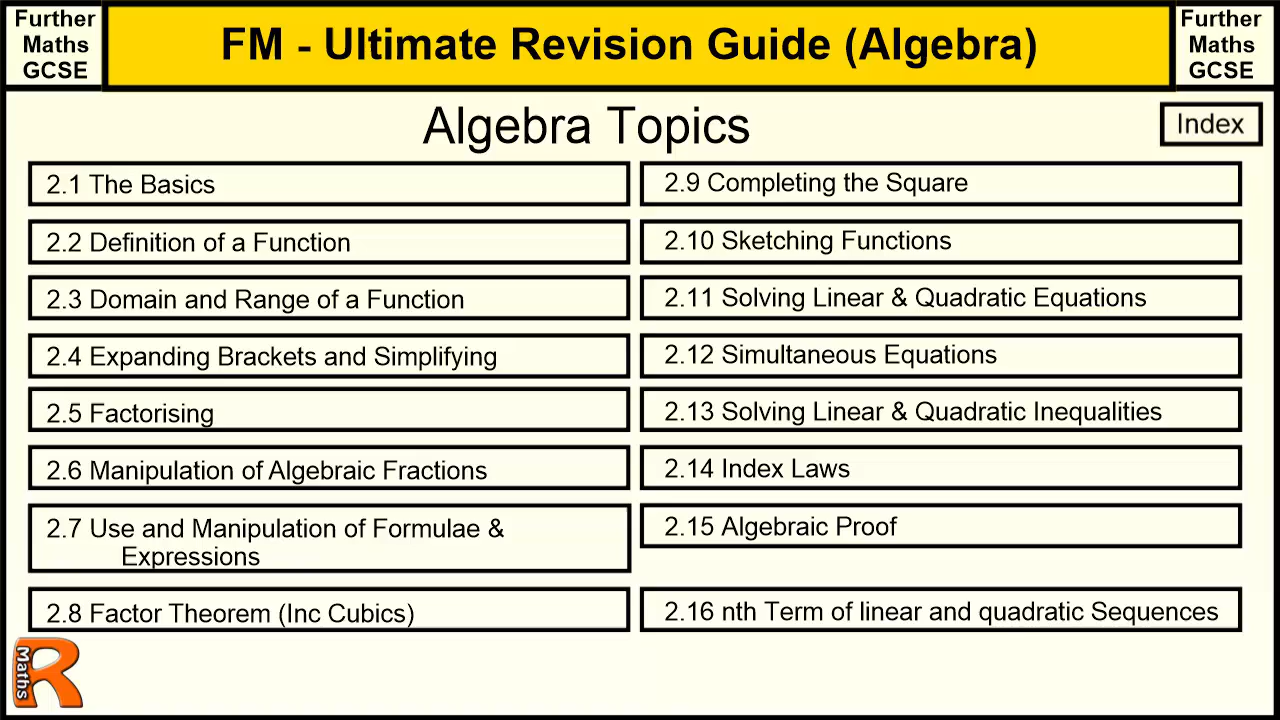 Further
Maths
GCSE
FM - Ultimate Revision Guide (Algebra)
Further
Maths
GCSE
Algebra Topics
Index
2.1 The Basics
2.2 Definition of a Function
2.3 Domain and Range of a Function
2.4 Expanding Brackets and Simplifying
2.5 Factorising
2.6 Manipulation of Algebraic Fractions
2.7 Use and Manipulation of Formulae &
Expressions
2.8 Factor Theorem (Inc Cubics)
2.9 Completing the Square
2.10 Sketching Functions
2.11 Solving Linear & Quadratic Equations
2.12 Simultaneous Equations
2.13 Solving Linear & Quadratic Inequalities
2.14 Index Laws
2.15 Algebraic Proof
2.16 nth Term of linear and quadratic Sequences
R
Maths